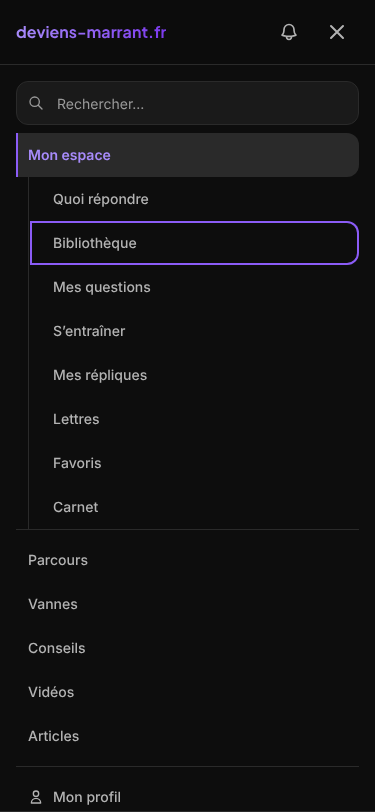 deviens-marrant.fr
Rechercher...
Mon espace
Quoi répondre
Bibliothèque
Mes questions
S’entraîner
Mes répliques
Lettres
Favoris
Carnet
Parcours
Vannes
Conseils
Vidéos
Articles
Mon profil